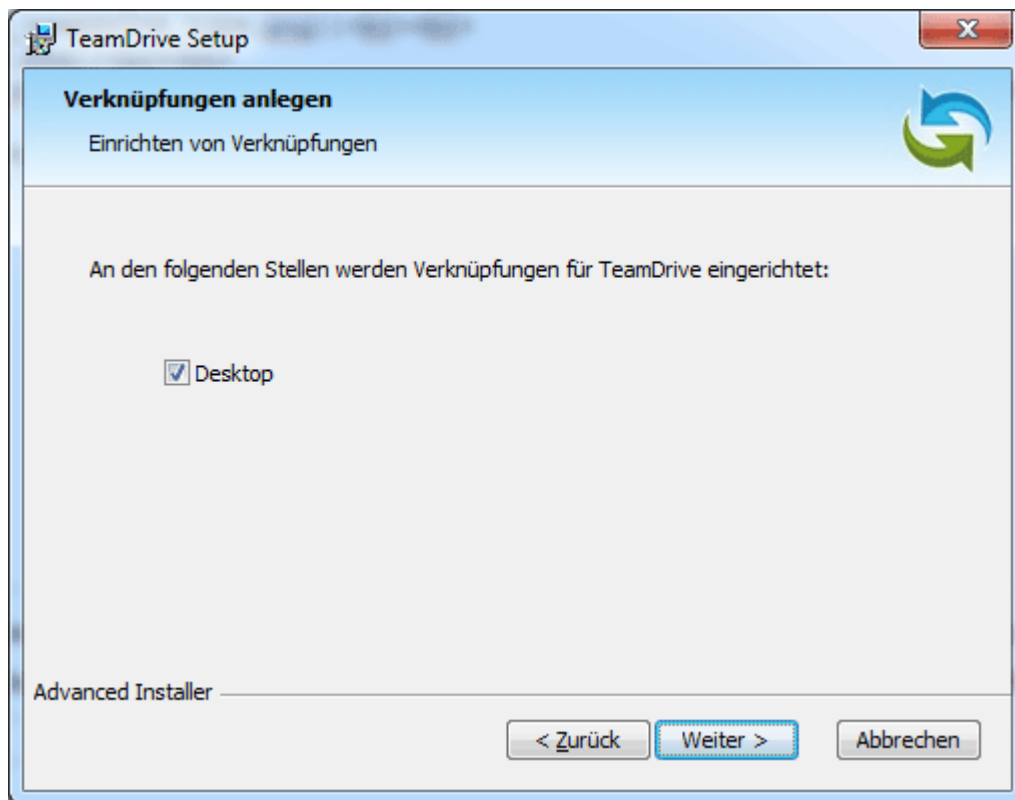 TeamDrive Setup
Verknüpfungen anlegen
Einrichten von Verknüpfungen
An den folgenden Stellen werden Verknüpfungen für TeamDrive eingerichtet:
Desktop
Advanced Installer
< Zurück
Weiter >
Abbrechen